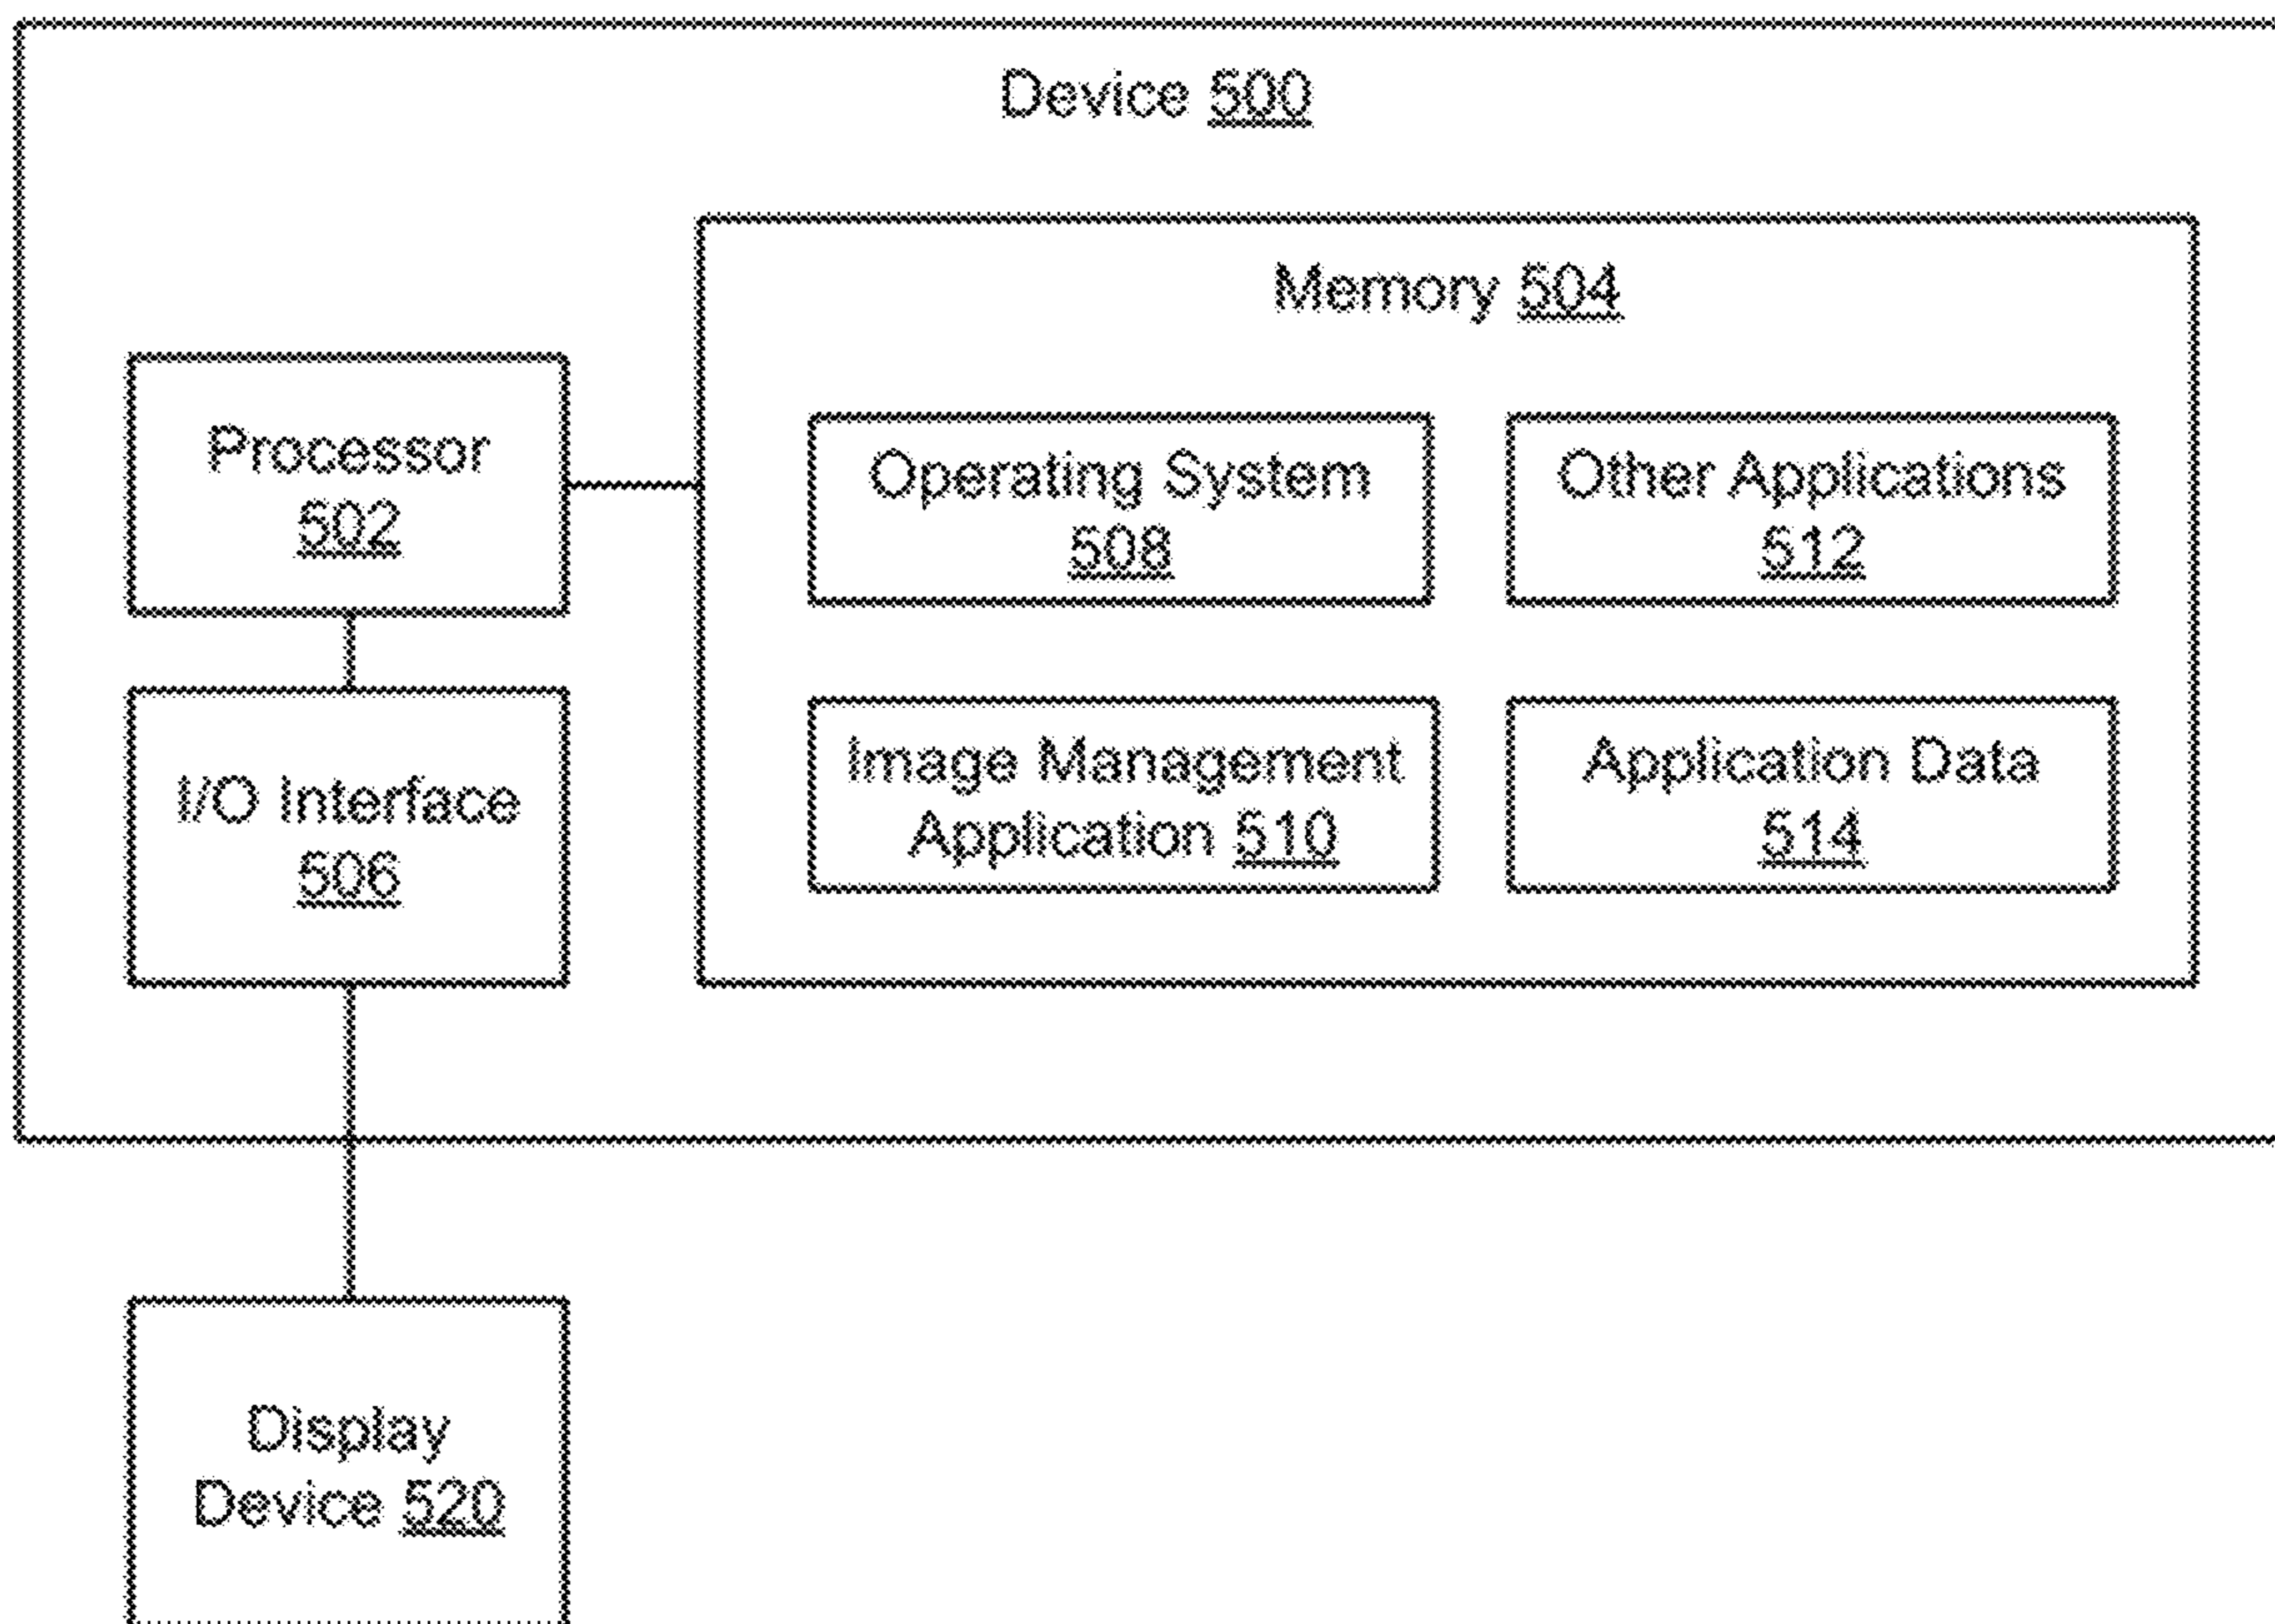 Device 500
Memory 504
Processor
502
Operating System
508
Other Applications
512
I/O Interface
506
Image Management
Application 510
Application Data
514
Display
Device 520